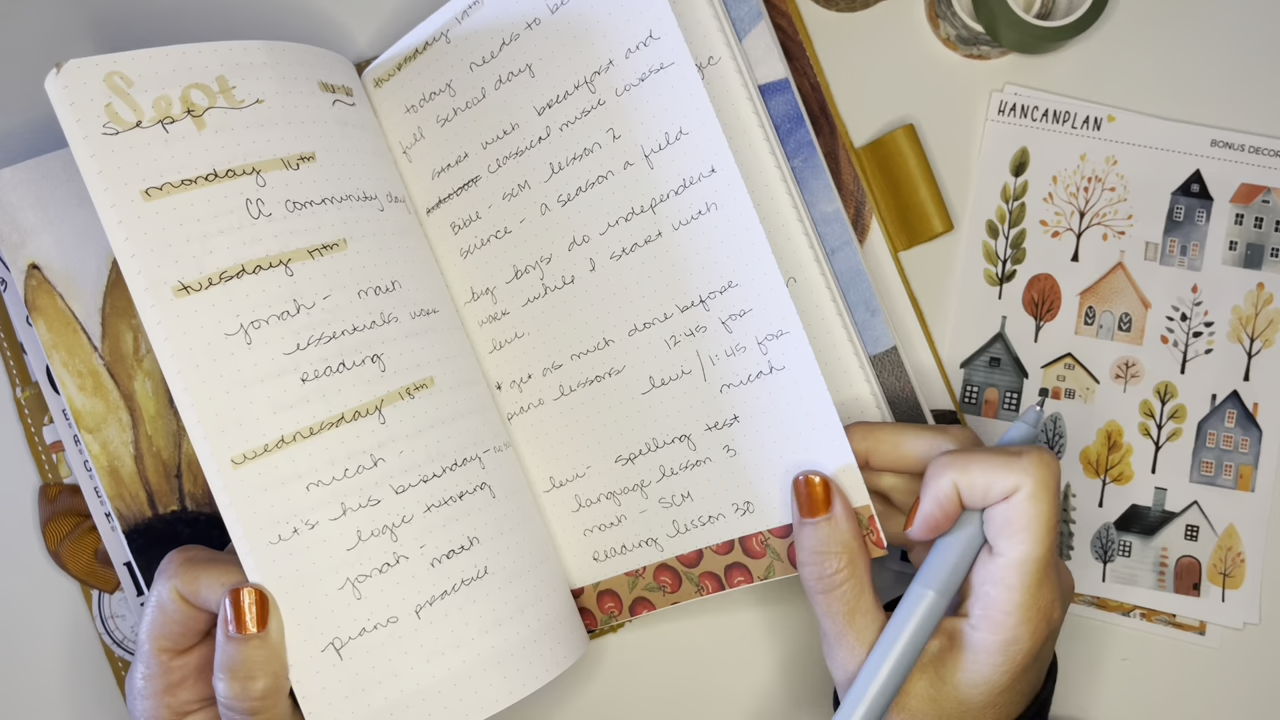 Sept
sept
monday 16th
CC community day
tuesday 17th
jonah - math
essentials work
reading
wednesday 18th
micah -
it's his birthday -
logic tutoring
jonah - math
piano practice
thursday 19th
today needs to be
full school day
start with breakfast and
classical music course
Bible - SCM lesson 2
science - a season a field
big boys do independent
work while I start with
levi.
* get as much done before
piano lessons 12:45 for
levi / 1:45 for
micah
levi - spelling test
language lesson 3
math - SCM
reading lesson 30
HANCANPLAN
BONUS DECOR